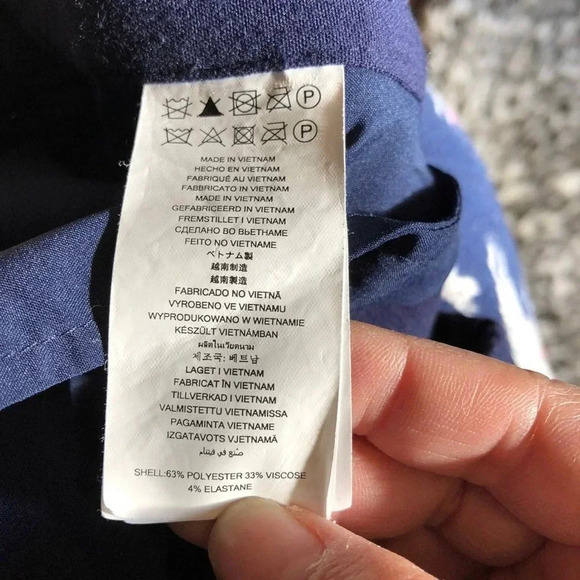 P
P
MADE IN VIETNAM
HECHO EN VIETNAM
FABRIQUÉ AU VIETNAM
FABBRICATO IN VIETNAM
MADE IN VIETNAM
GEFABRICEERD IN VIETNAM
FREMSTILLET I VIETNAM
СДЕЛАНО ВО ВЬЕТНАМЕ
FEITO NO VIETNAME
ベトナム製
越南制造
越南製造
FABRICADO NO VIETNÃ
VYROBENO VE VIETNAMU
WYPRODUKOWANO W WIETNAMIE
KÉSZÜLT VIETNÁMBAN
ผลิตในเวียดนาม
제조국: 베트남
LAGET I VIETNAM
FABRICAT ÎN VIETNAM
TILLVERKAD I VIETNAM
VALMISTETTU VIETNAMISSA
PAGAMINTA VIETNAME
IZGATAVOTS VJETNAMĀ
صنع في فيتنام
SHELL:63% POLYESTER 33% VISCOSE
4% ELASTANE